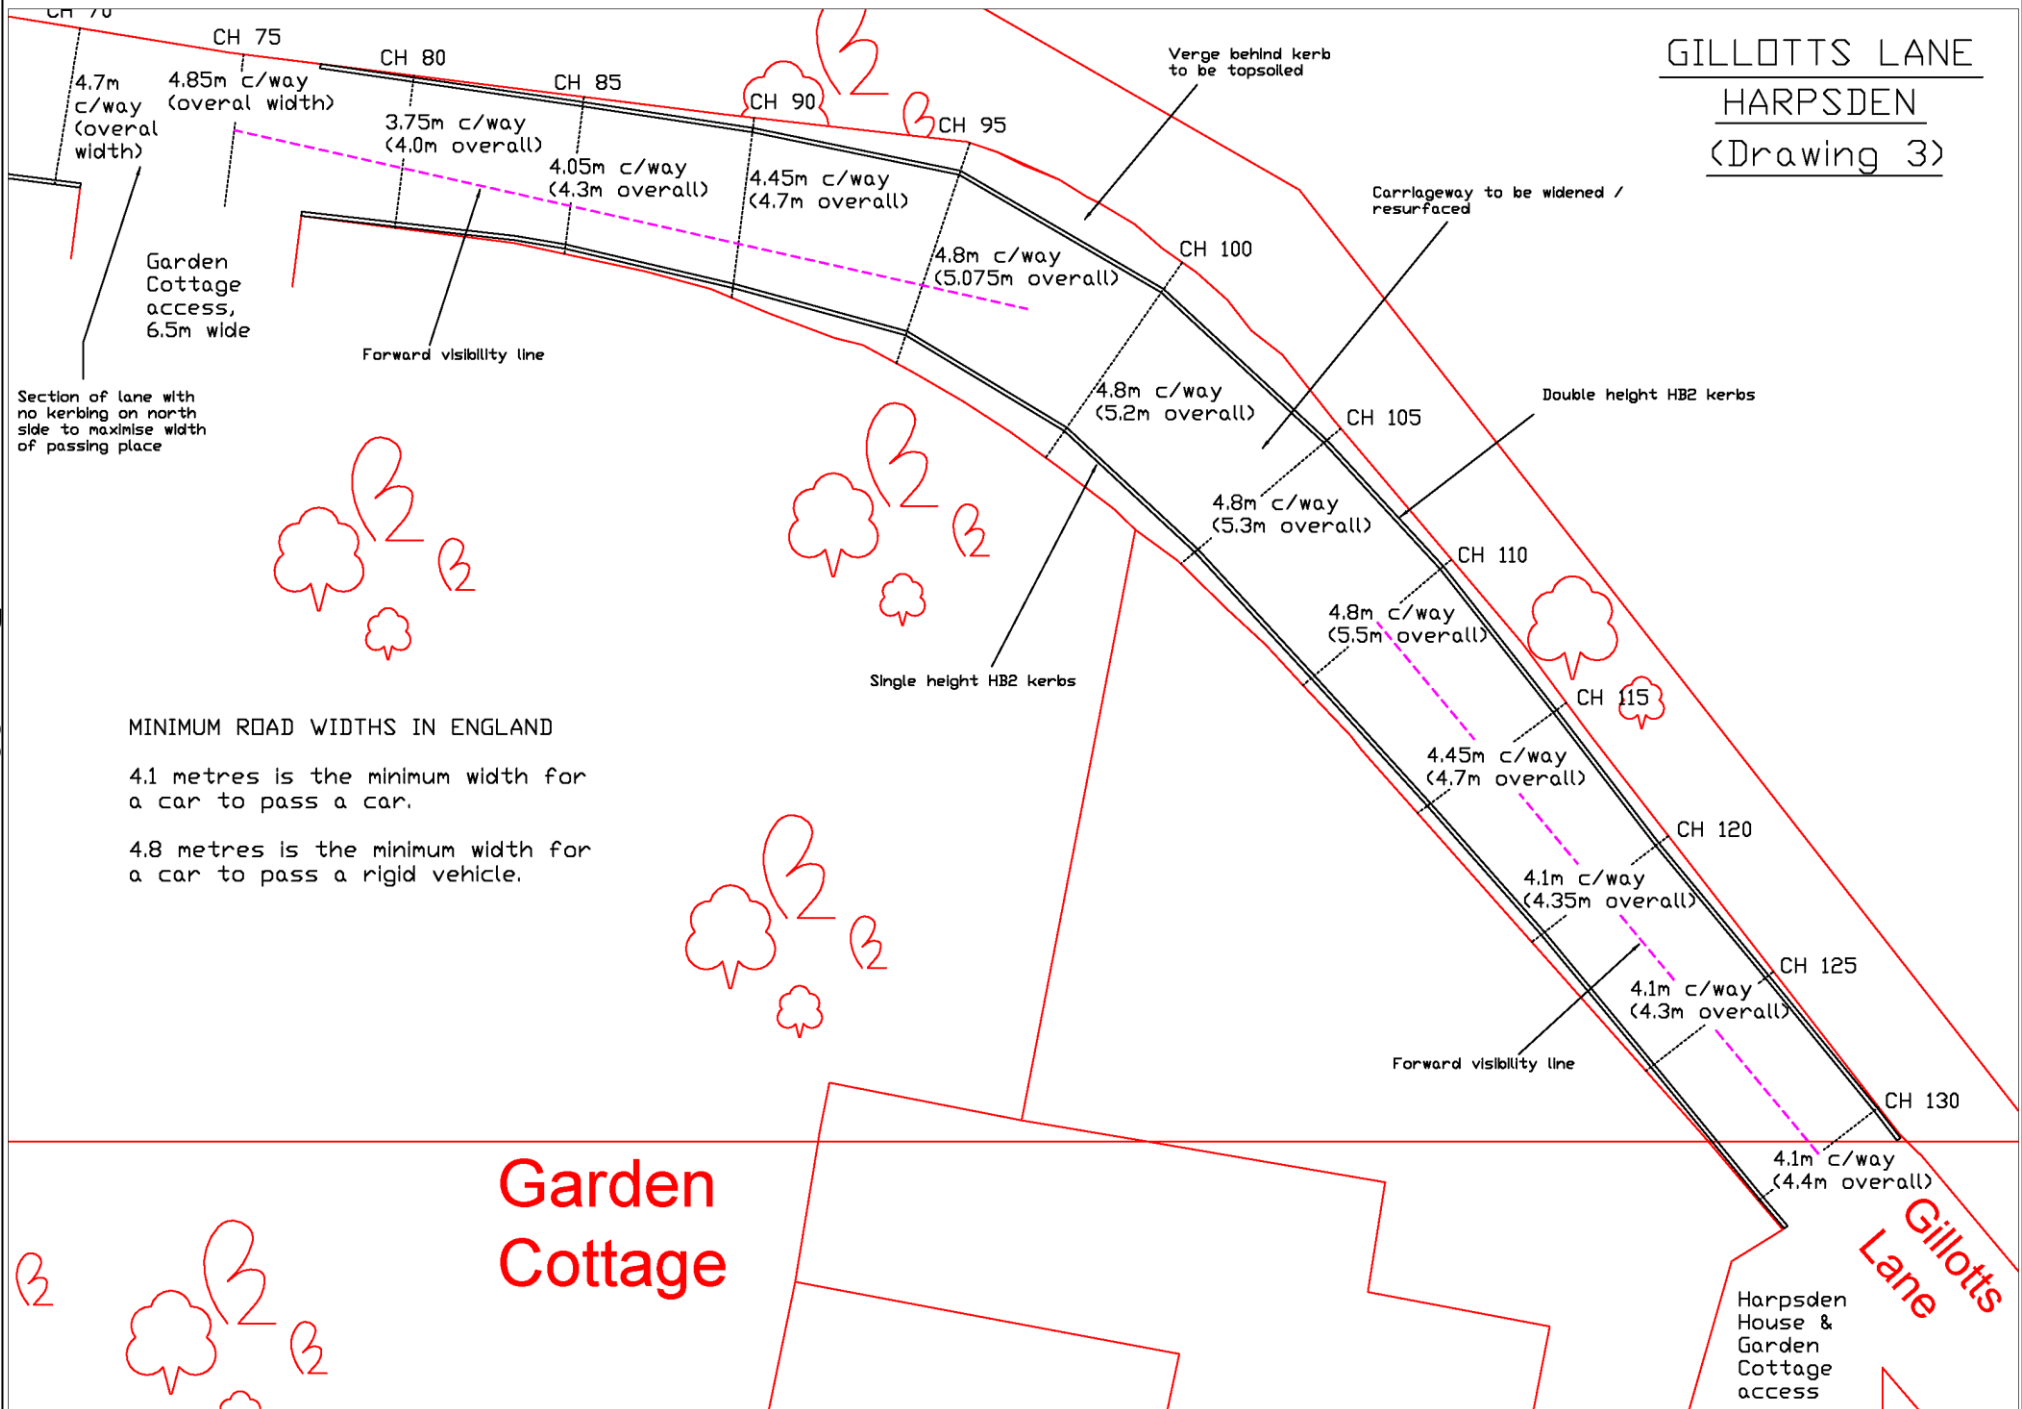 CH 70
CH 75
CH 80
CH 85
CH 90
CH 95
CH 100
CH 105
CH 110
CH 115
CH 120
CH 125
CH 130
GILLOTTS LANE
HARPSDEN
(Drawing 3)
4.7m
c/way
(overal
width)
4.85m c/way
(overal width)
3.75m c/way
(4.0m overall)
4.05m c/way
(4.3m overall)
4.45m c/way
(4.7m overall)
4.8m c/way
(5.075m overall)
4.8m c/way
(5.2m overall)
4.8m c/way
(5.3m overall)
4.8m c/way
(5.5m overall)
4.45m c/way
(4.7m overall)
4.1m c/way
(4.35m overall)
4.1m c/way
(4.3m overall)
4.1m c/way
(4.4m overall)
Verge behind kerb
to be topsoiled
Carriageway to be widened /
resurfaced
Double height HB2 kerbs
Garden
Cottage
access,
6.5m wide
Forward visibility line
Section of lane with
no kerbing on north
side to maximise width
of passing place
Single height HB2 kerbs
MINIMUM ROAD WIDTHS IN ENGLAND
4.1 metres is the minimum width for
a car to pass a car.
4.8 metres is the minimum width for
a car to pass a rigid vehicle.
Forward visibility line
Garden
Cottage
Gillotts
Lane
Harpsden
House &
Garden
Cottage
access